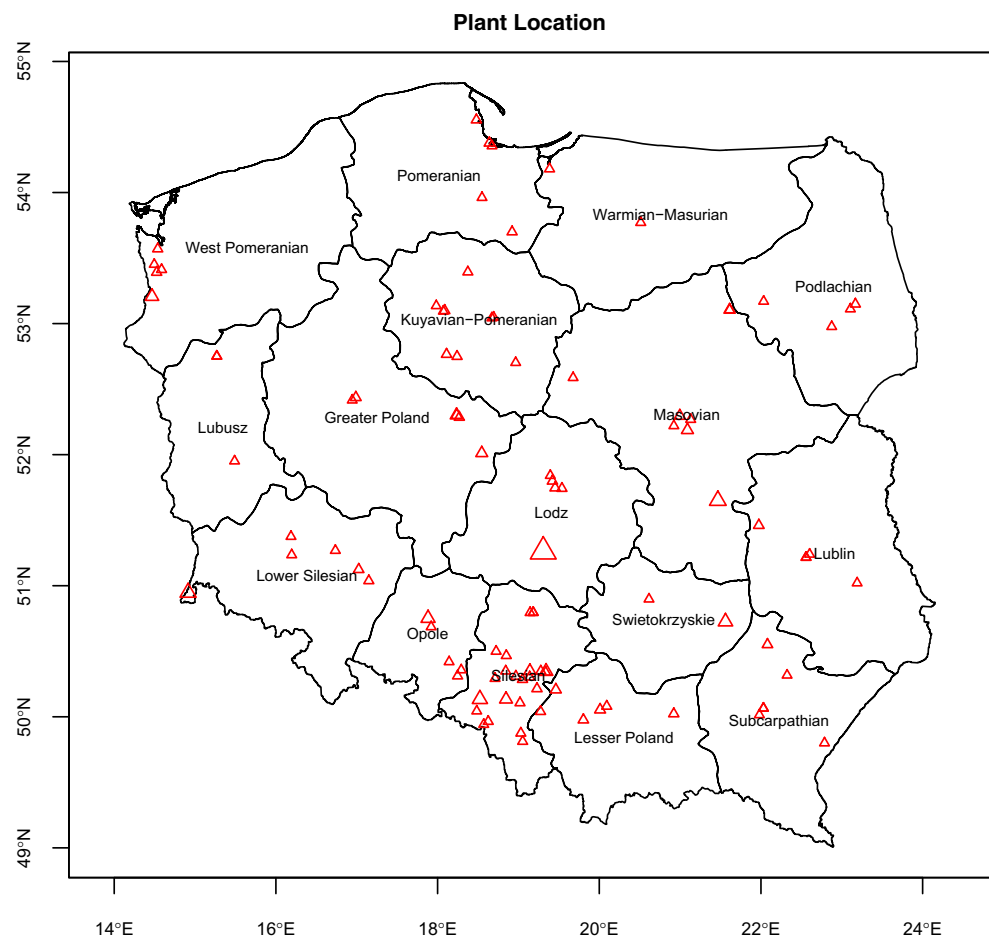 Plant Location
55°N
54°N
53°N
52°N
51°N
50°N
49°N
Pomeranian
Warmian−Masurian
West Pomeranian
Podlachian
Kuyavian−Pomeranian
Greater Poland
Masovian
Lubusz
Lodz
Lublin
Lower Silesian
Swietokrzyskie
Opole
Silesian
Subcarpathian
Lesser Poland
14°E
16°E
18°E
20°E
22°E
24°E